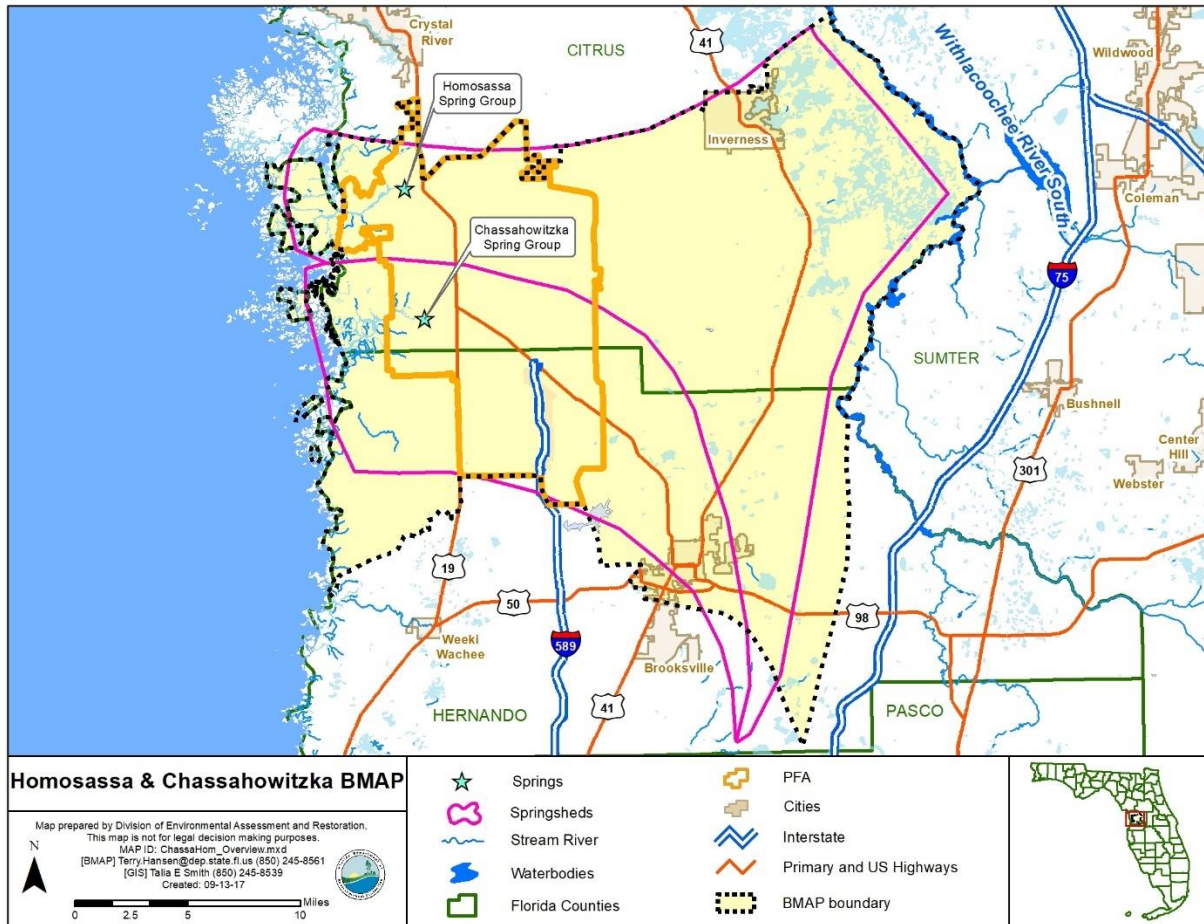 Crystal
River
CITRUS
41
Wildwood
Homosassa
Spring Group
Withlacoochee River South
Inverness
Coleman
Chassahowitzka
Spring Group
75
SUMTER
Bushnell
Center
Hill
301
Webster
19
50
98
Weeki
Wachee
589
Brooksville
41
HERNANDO
PASCO
Homosassa & Chassahowitzka BMAP
Map prepared by Division of Environmental Assessment and Restoration.
This map is not for legal decision making purposes.
MAP ID: ChassaHom_Overview.mxd
[BMAP] Terry.Hansen@dep.state.fl.us (850) 245-8561
[GIS] Talia E Smith (850) 245-8539
Created: 09-13-17
N
Miles
0 2.5 5 10
Springs
Springsheds
Stream River
Waterbodies
Florida Counties
PFA
Cities
Interstate
Primary and US Highways
BMAP boundary